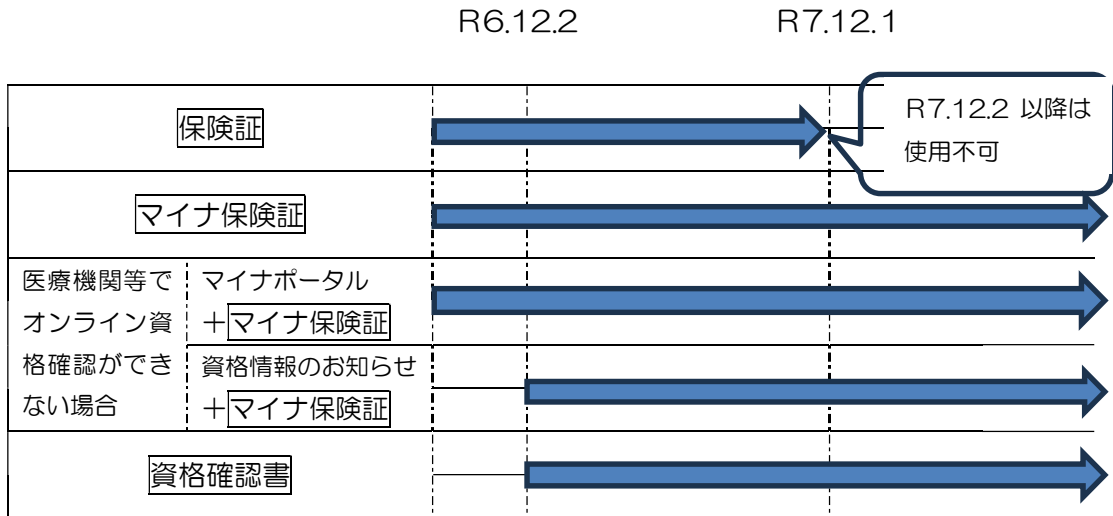 R6.12.2
R7.12.1
保険証
R7.12.2 以降は
使用不可
マイナ保険証
医療機関等で
オンライン資
格確認ができ
ない場合
マイナポータル
＋マイナ保険証
資格情報のお知らせ
＋マイナ保険証
資格確認書